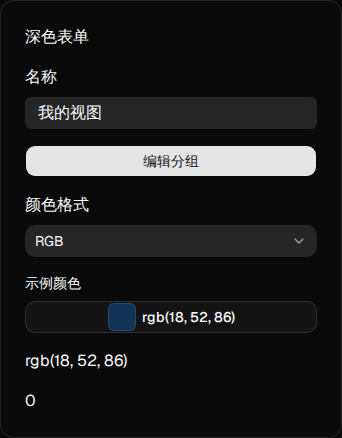 深色表单
名称
我的视图
编辑分组
颜色格式
RGB
示例颜色
rgb(18, 52, 86)
rgb(18, 52, 86)
0